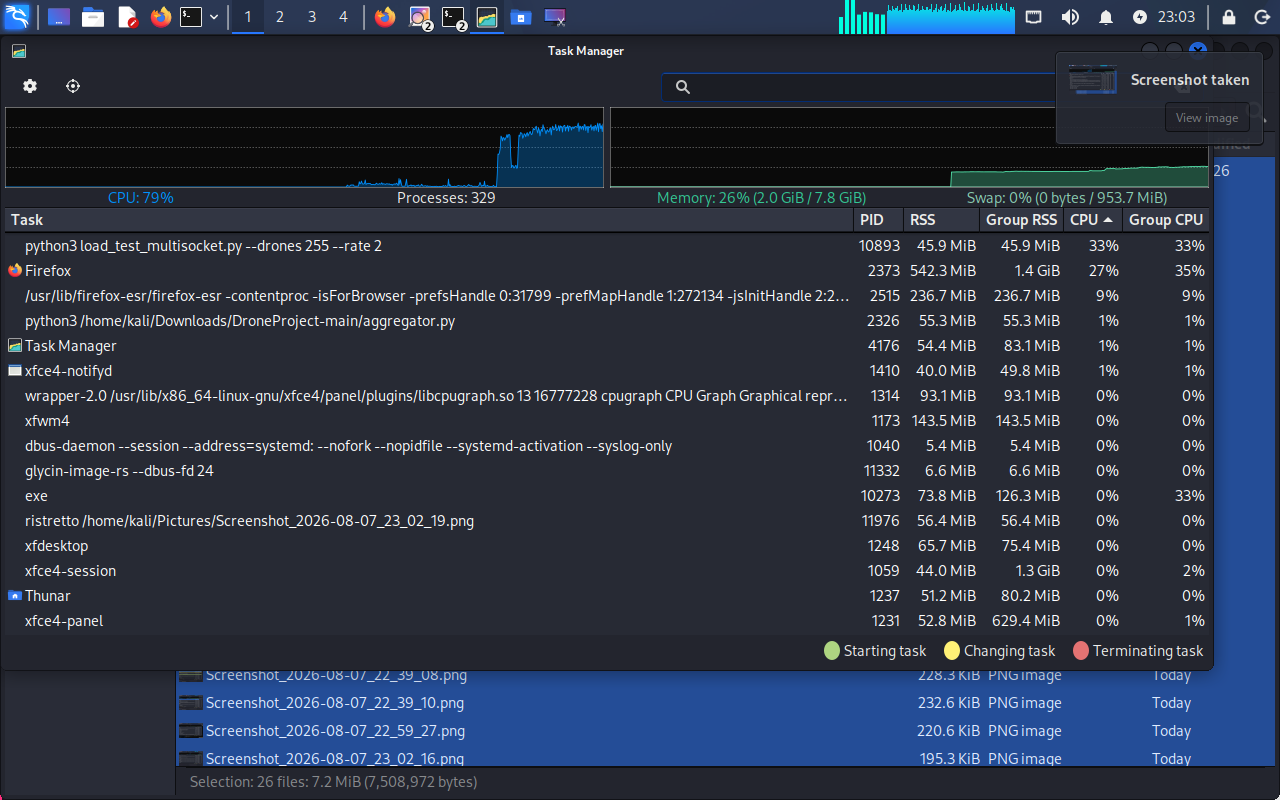 1 2 3 4 2 2 23:03
Task Manager
Screenshot taken
View image
26
CPU: 79% Processes: 329 Memory: 26% (2.0 GiB / 7.8 GiB) Swap: 0% (0 bytes / 953.7 MiB)
Task PID RSS Group RSS CPU Group CPU
python3 load_test_multisocket.py --drones 255 --rate 2 10893 45.9 MiB 45.9 MiB 33% 33%
Firefox 2373 542.3 MiB 1.4 GiB 27% 35%
/usr/lib/firefox-esr/firefox-esr -contentproc -isForBrowser -prefsHandle 0:31799 -prefMapHandle 1:272134 -jsInitHandle 2:2... 2515 236.7 MiB 236.7 MiB 9% 9%
python3 /home/kali/Downloads/DroneProject-main/aggregator.py 2326 55.3 MiB 55.3 MiB 1% 1%
Task Manager 4176 54.4 MiB 83.1 MiB 1% 1%
xfce4-notifyd 1410 40.0 MiB 49.8 MiB 1% 1%
wrapper-2.0 /usr/lib/x86_64-linux-gnu/xfce4/panel/plugins/libcpugraph.so 13 16777228 cpugraph CPU Graph Graphical repr... 1314 93.1 MiB 93.1 MiB 0% 0%
xfwm4 1173 143.5 MiB 143.5 MiB 0% 0%
dbus-daemon --session --address=systemd: --nofork --nopidfile --systemd-activation --syslog-only 1040 5.4 MiB 5.4 MiB 0% 0%
glycin-image-rs --dbus-fd 24 11332 6.6 MiB 6.6 MiB 0% 0%
exe 10273 73.8 MiB 126.3 MiB 0% 33%
ristretto /home/kali/Pictures/Screenshot_2026-08-07_23_02_19.png 11976 56.4 MiB 56.4 MiB 0% 0%
xfdesktop 1248 65.7 MiB 75.4 MiB 0% 0%
xfce4-session 1059 44.0 MiB 1.3 GiB 0% 2%
Thunar 1237 51.2 MiB 80.2 MiB 0% 0%
xfce4-panel 1231 52.8 MiB 629.4 MiB 0% 1%
Starting task Changing task Terminating task
Screenshot_2026-08-07_22_39_08.png 228.3 KiB PNG image Today
Screenshot_2026-08-07_22_39_10.png 232.6 KiB PNG image Today
Screenshot_2026-08-07_22_59_27.png 220.6 KiB PNG image Today
Screenshot_2026-08-07_23_02_16.png 195.3 KiB PNG image Today
Selection: 26 files: 7.2 MiB (7,508,972 bytes)